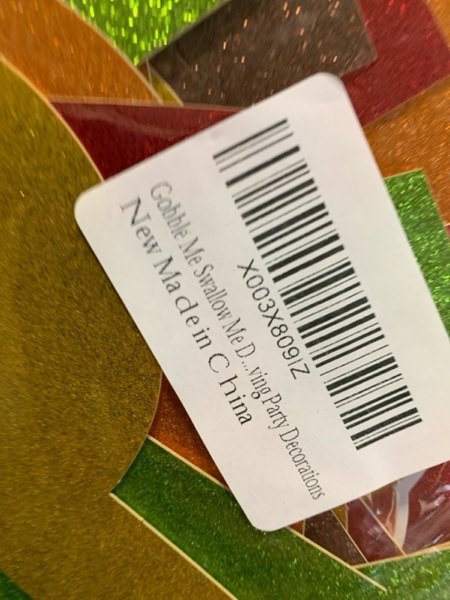 X003X809IZ
Gobble Me Swallow Me D...ving Party Decorations
New Made in China